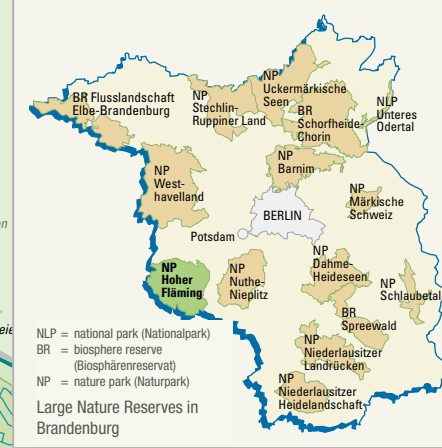 BR Flusslandschaft
Elbe-Brandenburg
NP
Stechlin-
Ruppiner Land
NP
Uckermärkische
Seen
BR
Schorfheide-
Chorin
NLP
Unteres
Odertal
NP
West-
havelland
NP
Barnim
BERLIN
NP
Märkische
Schweiz
Potsdam
NP
Hoher
Fläming
NP
Nuthe-
Nieplitz
NP
Dahme-
Heideseen
NP
Schlaubetal
BR
Spreewald
NP
Niederlausitzer
Landrücken
NP
Niederlausitzer
Heidelandschaft
NLP = national park (Nationalpark)
BR = biosphere reserve
(Biosphärenreservat)
NP = nature park (Naturpark)
Large Nature Reserves in
Brandenburg